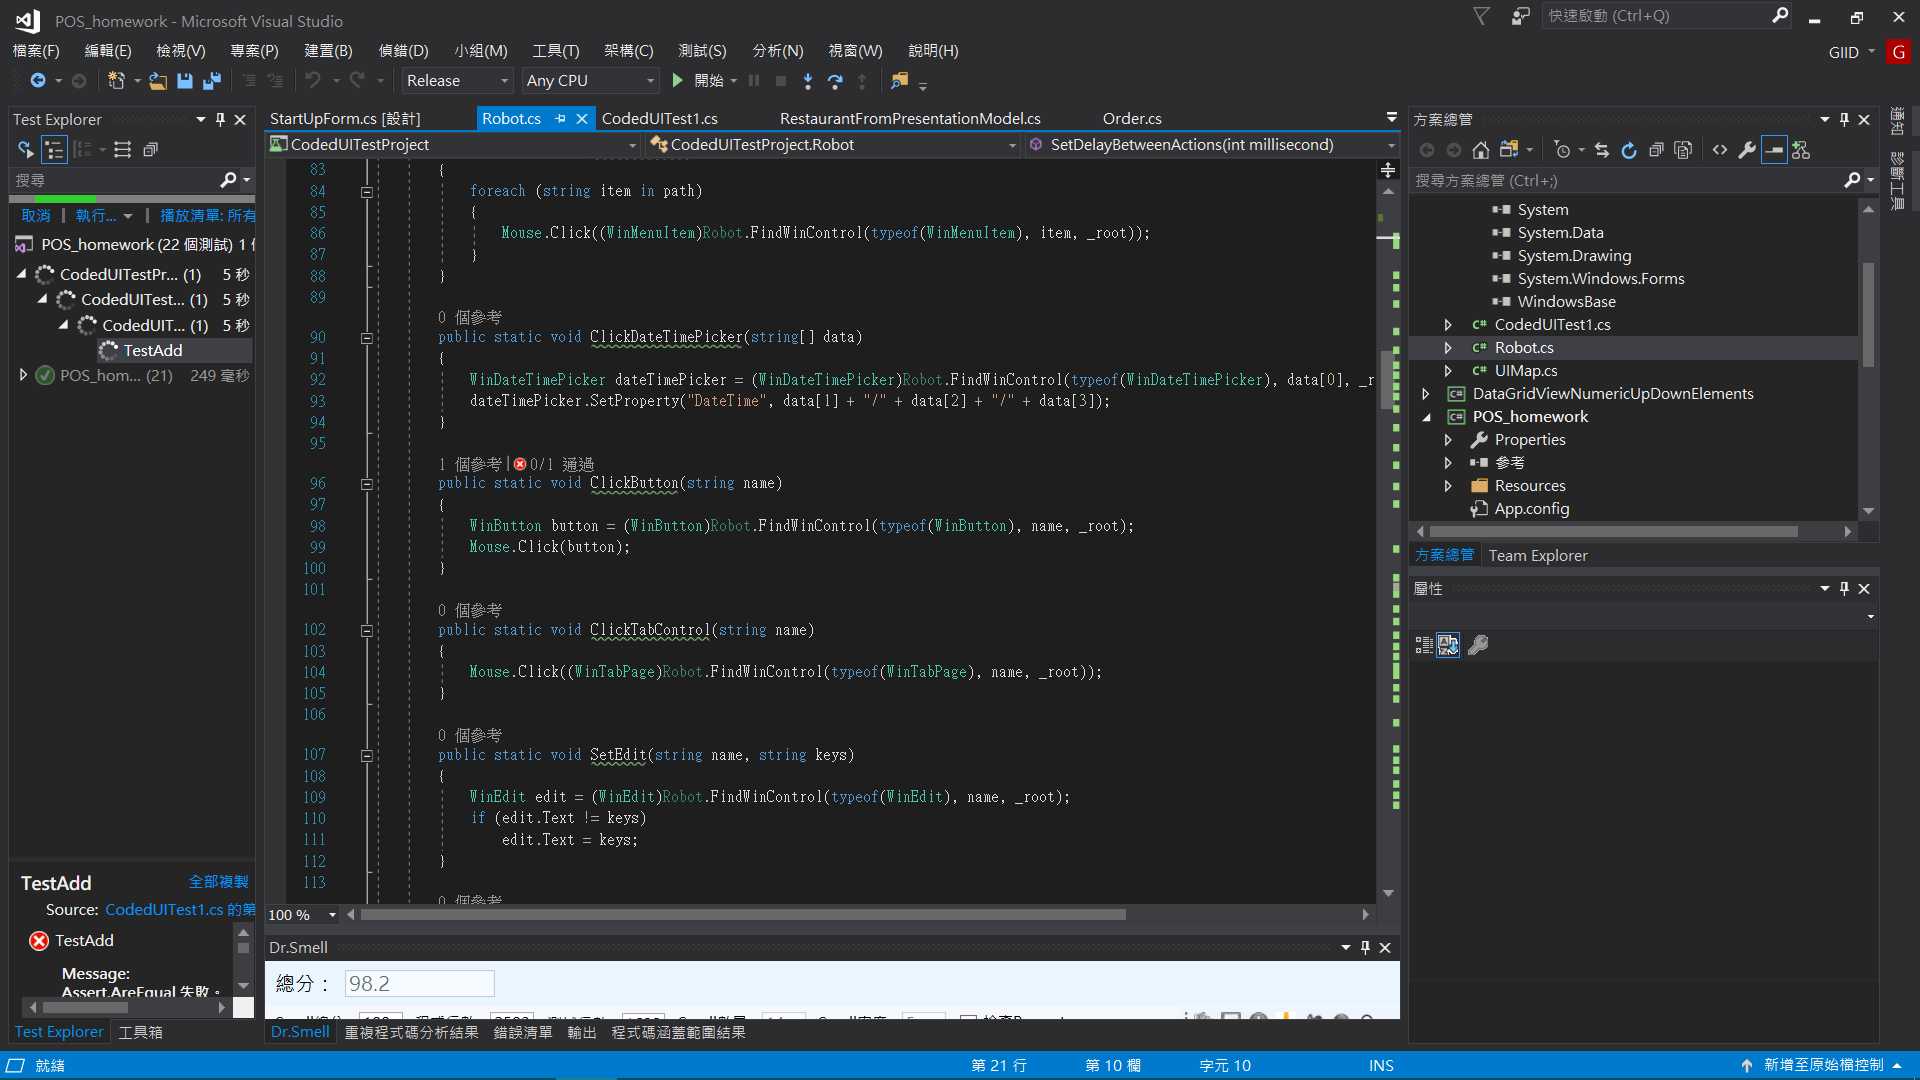 POS_homework - Microsoft Visual Studio
快速啟動 (Ctrl+Q)
檔案(F) 編輯(E) 檢視(V) 專案(P) 建置(B) 偵錯(D) 小組(M) 工具(T) 架構(C) 測試(S) 分析(N) 視窗(W) 說明(H)
GIID G
Release Any CPU 開始
Test Explorer
搜尋
取消 執行... 播放清單: 所有
POS_homework (22 個測試) 1
CodedUITestPr... (1) 5 秒
CodedUITest... (1) 5 秒
CodedUIT... (1) 5 秒
TestAdd
POS_hom... (21) 249 毫秒
TestAdd 全部複製
Source: CodedUITest1.cs 的第
TestAdd
Message:
Assert.AreEqual 失敗。
Test Explorer 工具箱
StartUpForm.cs [設計] Robot.cs CodedUITest1.cs RestaurantFromPresentationModel.cs Order.cs
CodedUITestProject CodedUITestProject.Robot SetDelayBetweenActions(int millisecond)
83 {
84 foreach (string item in path)
85 {
86 Mouse.Click((WinMenuItem)Robot.FindWinControl(typeof(WinMenuItem), item, _root));
87 }
88 }
89
0 個參考
90 public static void ClickDateTimePicker(string[] data)
91 {
92 WinDateTimePicker dateTimePicker = (WinDateTimePicker)Robot.FindWinControl(typeof(WinDateTimePicker), data[0], _r
93 dateTimePicker.SetProperty("DateTime", data[1] + "/" + data[2] + "/" + data[3]);
94 }
95
1 個參考|0/1 通過
96 public static void ClickButton(string name)
97 {
98 WinButton button = (WinButton)Robot.FindWinControl(typeof(WinButton), name, _root);
99 Mouse.Click(button);
100 }
101
0 個參考
102 public static void ClickTabControl(string name)
103 {
104 Mouse.Click((WinTabPage)Robot.FindWinControl(typeof(WinTabPage), name, _root));
105 }
106
0 個參考
107 public static void SetEdit(string name, string keys)
108 {
109 WinEdit edit = (WinEdit)Robot.FindWinControl(typeof(WinEdit), name, _root);
110 if (edit.Text != keys)
111 edit.Text = keys;
112 }
113
0 個參考
100 %
Dr.Smell
總分： 98.2
Dr.Smell 重複程式碼分析結果 錯誤清單 輸出 程式碼涵蓋範圍結果
方案總管
搜尋方案總管 (Ctrl+;)
System
System.Data
System.Drawing
System.Windows.Forms
WindowsBase
C# CodedUITest1.cs
C# Robot.cs
C# UIMap.cs
C# DataGridViewNumericUpDownElements
C# POS_homework
Properties
參考
Resources
App.config
方案總管 Team Explorer
屬性
通知
診斷工具
就緒 第 21 行 第 10 欄 字元 10 INS 新增至原始檔控制